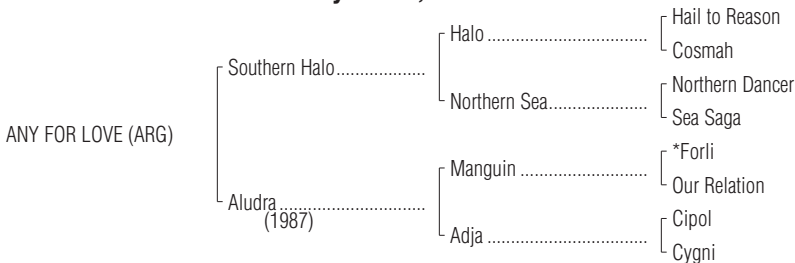 Hail to Reason
Halo ..................................
Cosmah
Southern Halo...................
Northern Dancer
Northern Sea.....................
Sea Saga
ANY FOR LOVE (ARG)
*Forli
Manguin ...........................
Our Relation
Aludra ...............................
(1987)
Cipol
Adja ..................................
Cygni